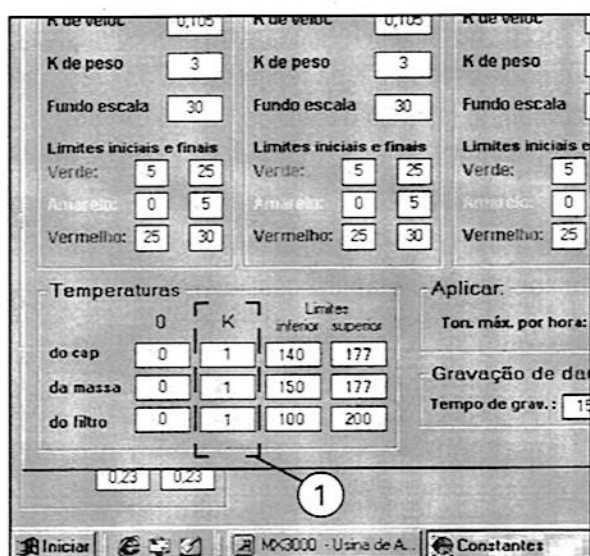 K de veloc 0,105 K de veloc 0,105 K de veloc
K de peso 3 K de peso 3 K de peso
Fundo escala 30 Fundo escala 30 Fundo escala
Limites iniciais e finais Limites iniciais e finais Limites iniciais e
Verde: 5 25 Verde: 5 25 Verde: 5
Amarelo: 0 5 Amarelo: 0 5 Amarelo: 0
Vermelho: 25 30 Vermelho: 25 30 Vermelho: 25
Temperaturas Aplicar:
0 K Limites
inferior superior Ton. máx. por hora:
do cap 0 1 140 177
da massa 0 1 150 177 Gravação de da
do filtro 0 1 100 200 Tempo de grav.: 15
0,23 0,23
1
Iniciar MX3000 - Usina de A... Constantes